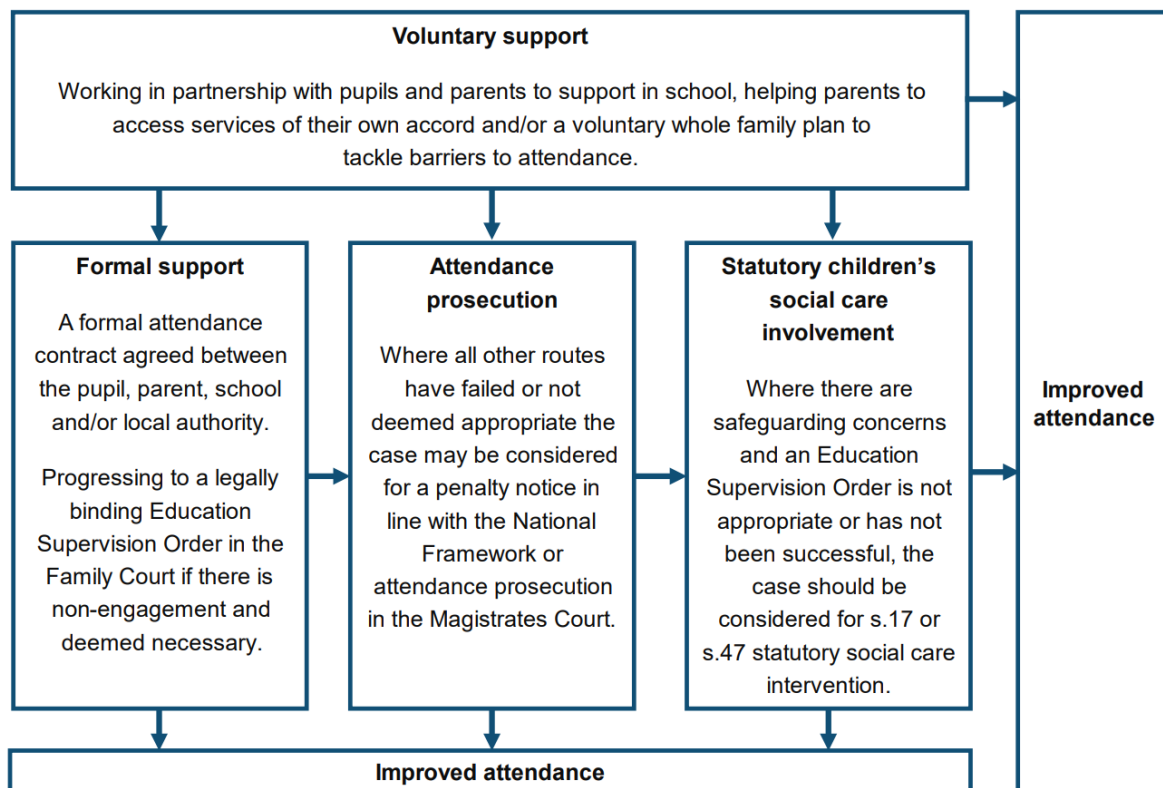 Voluntary support
Working in partnership with pupils and parents to support in school, helping parents to
access services of their own accord and/or a voluntary whole family plan to
tackle barriers to attendance.
Formal support
A formal attendance
contract agreed between
the pupil, parent, school
and/or local authority.
Progressing to a legally
binding Education
Supervision Order in the
Family Court if there is
non-engagement and
deemed necessary.
Attendance
prosecution
Where all other routes
have failed or not
deemed appropriate the
case may be considered
for a penalty notice in
line with the National
Framework or
attendance prosecution
in the Magistrates Court.
Statutory children’s
social care
involvement
Where there are
safeguarding concerns
and an Education
Supervision Order is not
appropriate or has not
been successful, the
case should be
considered for s.17 or
s.47 statutory social care
intervention.
Improved
attendance
Improved attendance